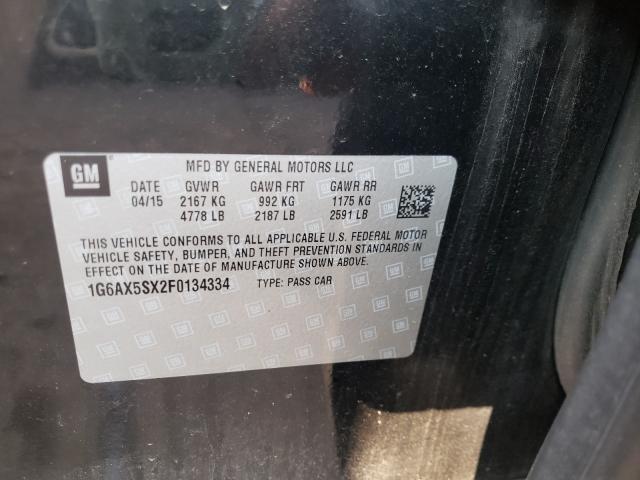 GM
MFD BY GENERAL MOTORS LLC
DATE GVWR GAWR FRT GAWR RR
04/15 2167 KG 992 KG 1175 KG
4778 LB 2187 LB 2591 LB
THIS VEHICLE CONFORMS TO ALL APPLICABLE U.S. FEDERAL MOTOR
VEHICLE SAFETY, BUMPER, AND THEFT PREVENTION STANDARDS IN
EFFECT ON THE DATE OF MANUFACTURE SHOWN ABOVE.
1G6AX5SX2F0134334 TYPE: PASS CAR